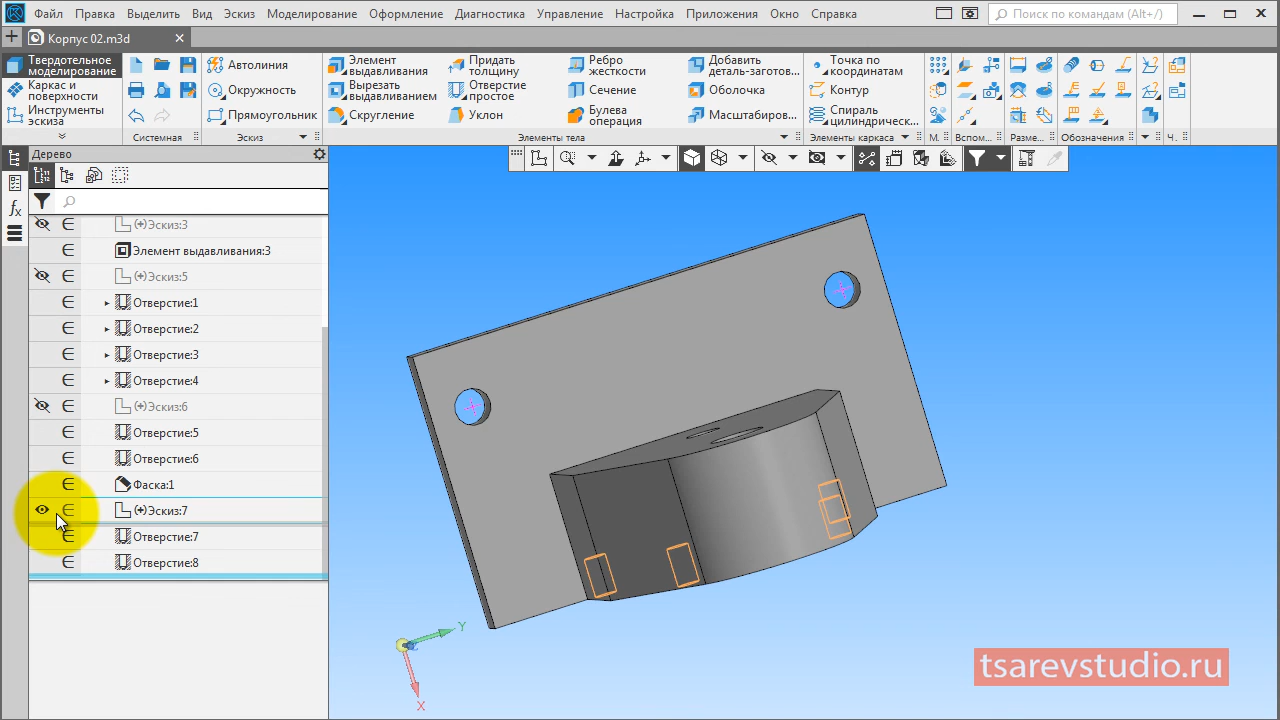 Файл Правка Выделить Вид Эскиз Моделирование Оформление Диагностика Управление Настройка Приложения Окно Справка Поиск по командам (Alt+/)
Корпус 02.m3d
Твердотельное моделирование
Каркас и поверхности
Инструменты эскиза
Системная
Автолиния
Окружность
Прямоугольник
Эскиз
Элемент выдавливания
Вырезать выдавливанием
Скругление
Придать толщину
Отверстие простое
Уклон
Ребро жесткости
Сечение
Булева операция
Добавить деталь-заготов...
Оболочка
Масштабиров...
Элементы тела
Точка по координатам
Контур
Спираль цилиндрическ...
Элементы каркаса
М.
Вспом...
Разме...
Обозначения
Ч.
Дерево
fx
(+)Эскиз:3
Элемент выдавливания:3
(+)Эскиз:5
Отверстие:1
Отверстие:2
Отверстие:3
Отверстие:4
(+)Эскиз:6
Отверстие:5
Отверстие:6
Фаска:1
(+)Эскиз:7
Отверстие:7
Отверстие:8
Y
X
tsarevstudio.ru